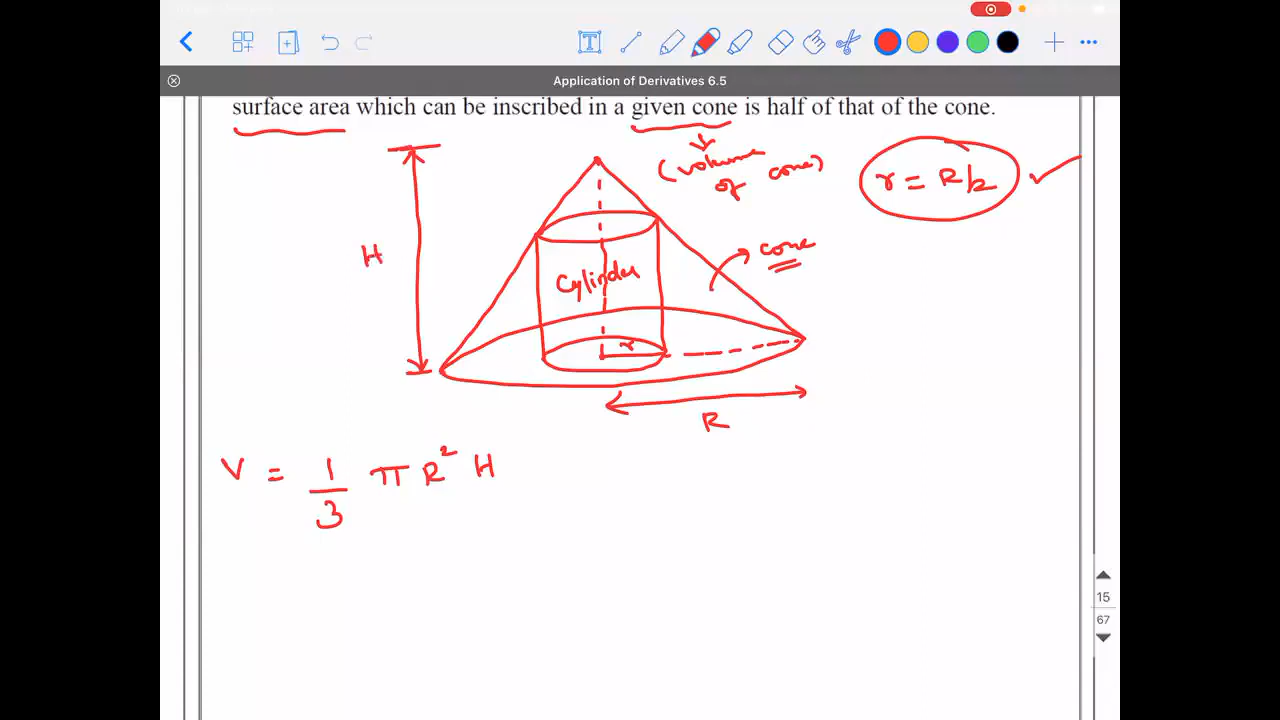 Application of Derivatives 6.5
surface area which can be inscribed in a given cone is half of that of the cone.
(volume of cone)
r = R/2
H
cone
Cylinder
r
R
V = 1/3 π R² H
15
67